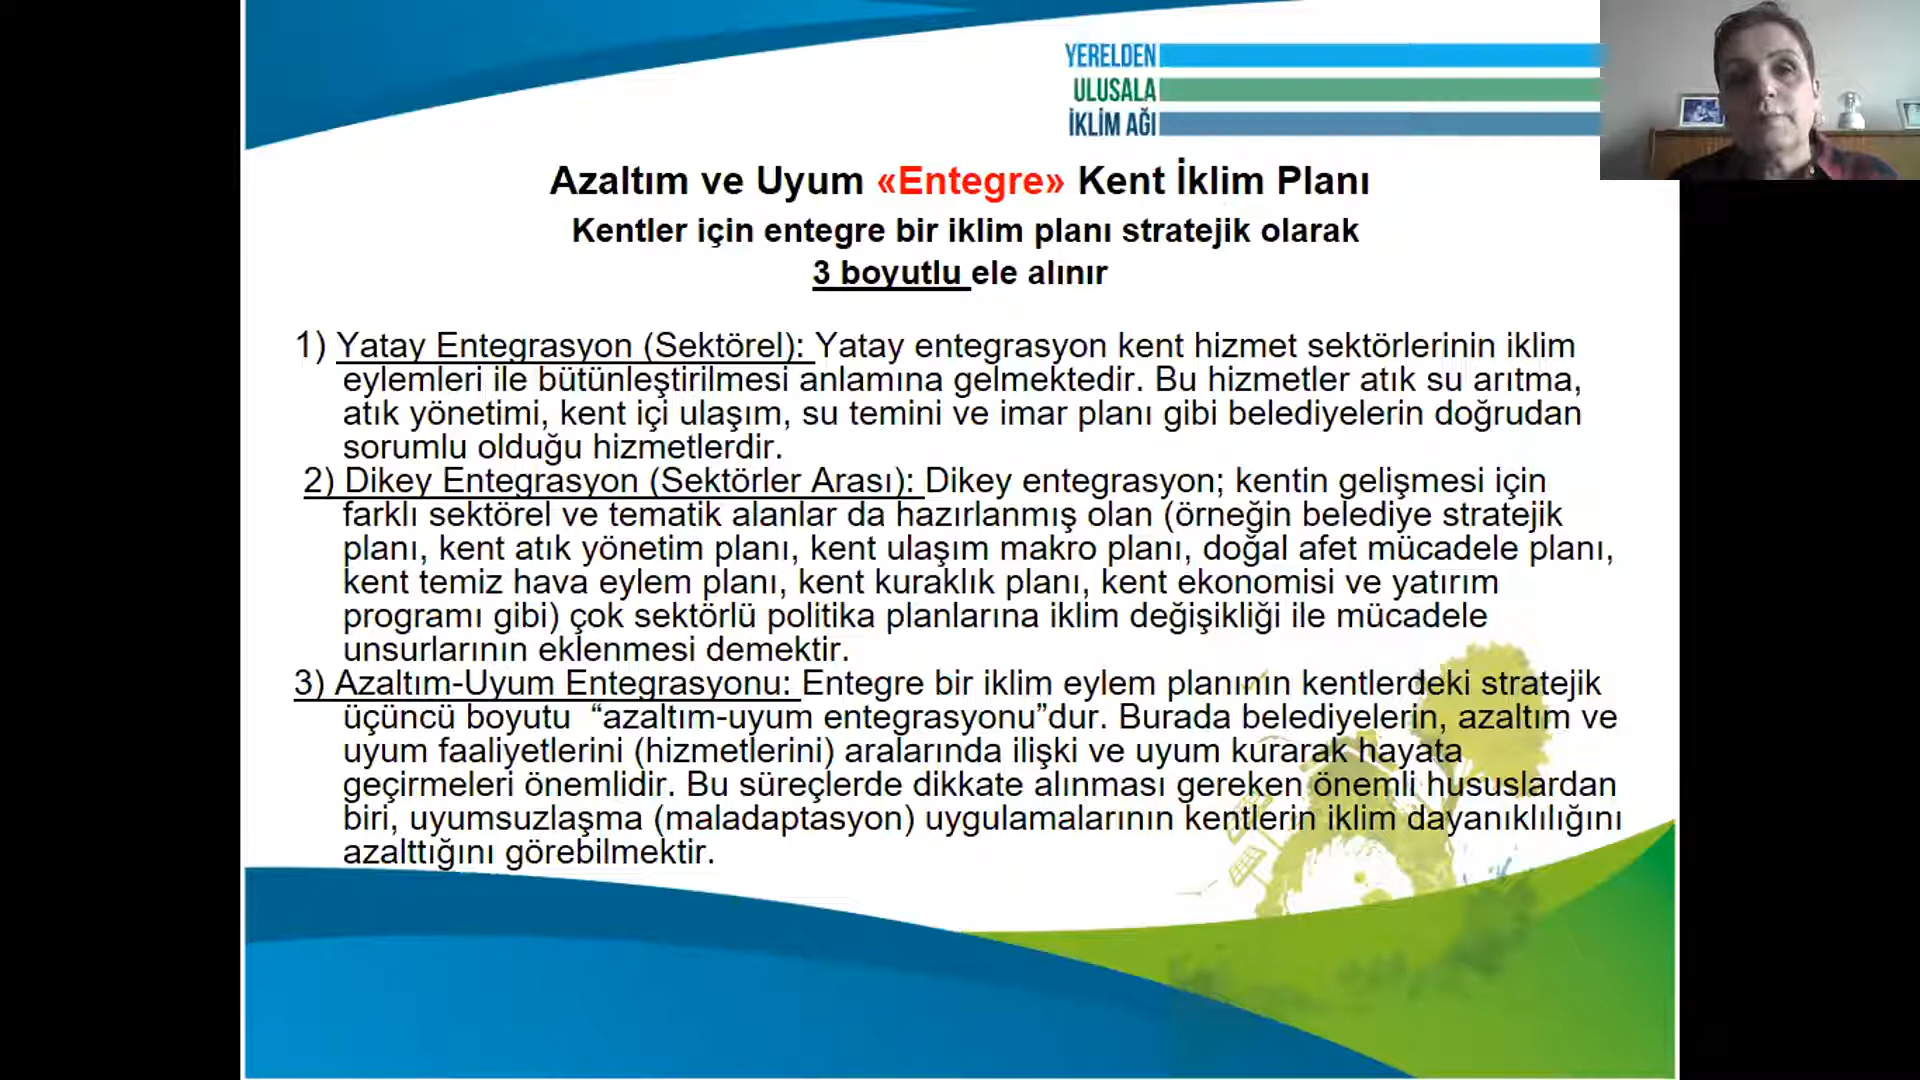 YERELDEN
ULUSALA
İKLİM AĞI
Azaltım ve Uyum «Entegre» Kent İklim Planı
Kentler için entegre bir iklim planı stratejik olarak
3 boyutlu ele alınır
1) Yatay Entegrasyon (Sektörel): Yatay entegrasyon kent hizmet sektörlerinin iklim
eylemleri ile bütünleştirilmesi anlamına gelmektedir. Bu hizmetler atık su arıtma,
atık yönetimi, kent içi ulaşım, su temini ve imar planı gibi belediyelerin doğrudan
sorumlu olduğu hizmetlerdir.
2) Dikey Entegrasyon (Sektörler Arası): Dikey entegrasyon; kentin gelişmesi için
farklı sektörel ve tematik alanlar da hazırlanmış olan (örneğin belediye stratejik
planı, kent atık yönetim planı, kent ulaşım makro planı, doğal afet mücadele planı,
kent temiz hava eylem planı, kent kuraklık planı, kent ekonomisi ve yatırım
programı gibi) çok sektörlü politika planlarına iklim değişikliği ile mücadele
unsurlarının eklenmesi demektir.
3) Azaltım-Uyum Entegrasyonu: Entegre bir iklim eylem planının kentlerdeki stratejik
üçüncü boyutu “azaltım-uyum entegrasyonu”dur. Burada belediyelerin, azaltım ve
uyum faaliyetlerini (hizmetlerini) aralarında ilişki ve uyum kurarak hayata
geçirmeleri önemlidir. Bu süreçlerde dikkate alınması gereken önemli hususlardan
biri, uyumsuzlaşma (maladaptasyon) uygulamalarının kentlerin iklim dayanıklılığını
azalttığını görebilmektir.